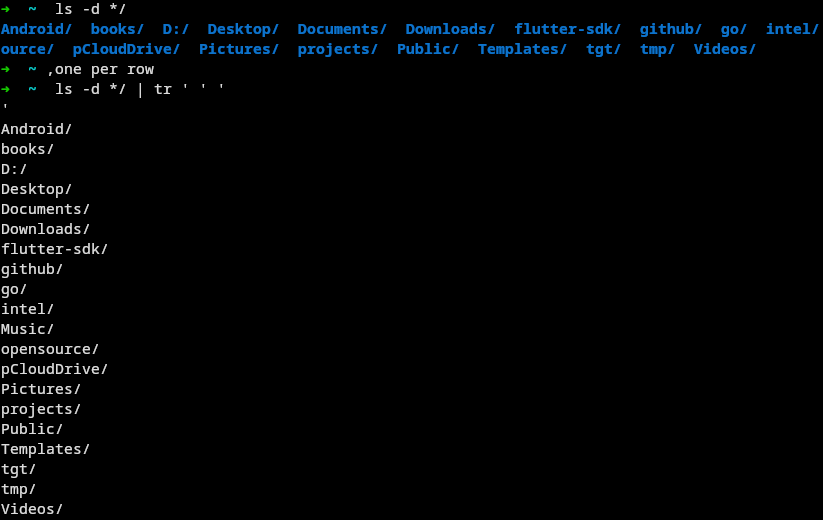 ➜  ~  ls -d */
Android/  books/  D:/  Desktop/  Documents/  Downloads/  flutter-sdk/  github/  go/  intel/
ource/  pCloudDrive/  Pictures/  projects/  Public/  Templates/  tgt/  tmp/  Videos/
➜  ~ ,one per row
➜  ~  ls -d */ | tr ' ' '
'
Android/
books/
D:/
Desktop/
Documents/
Downloads/
flutter-sdk/
github/
go/
intel/
Music/
opensource/
pCloudDrive/
Pictures/
projects/
Public/
Templates/
tgt/
tmp/
Videos/